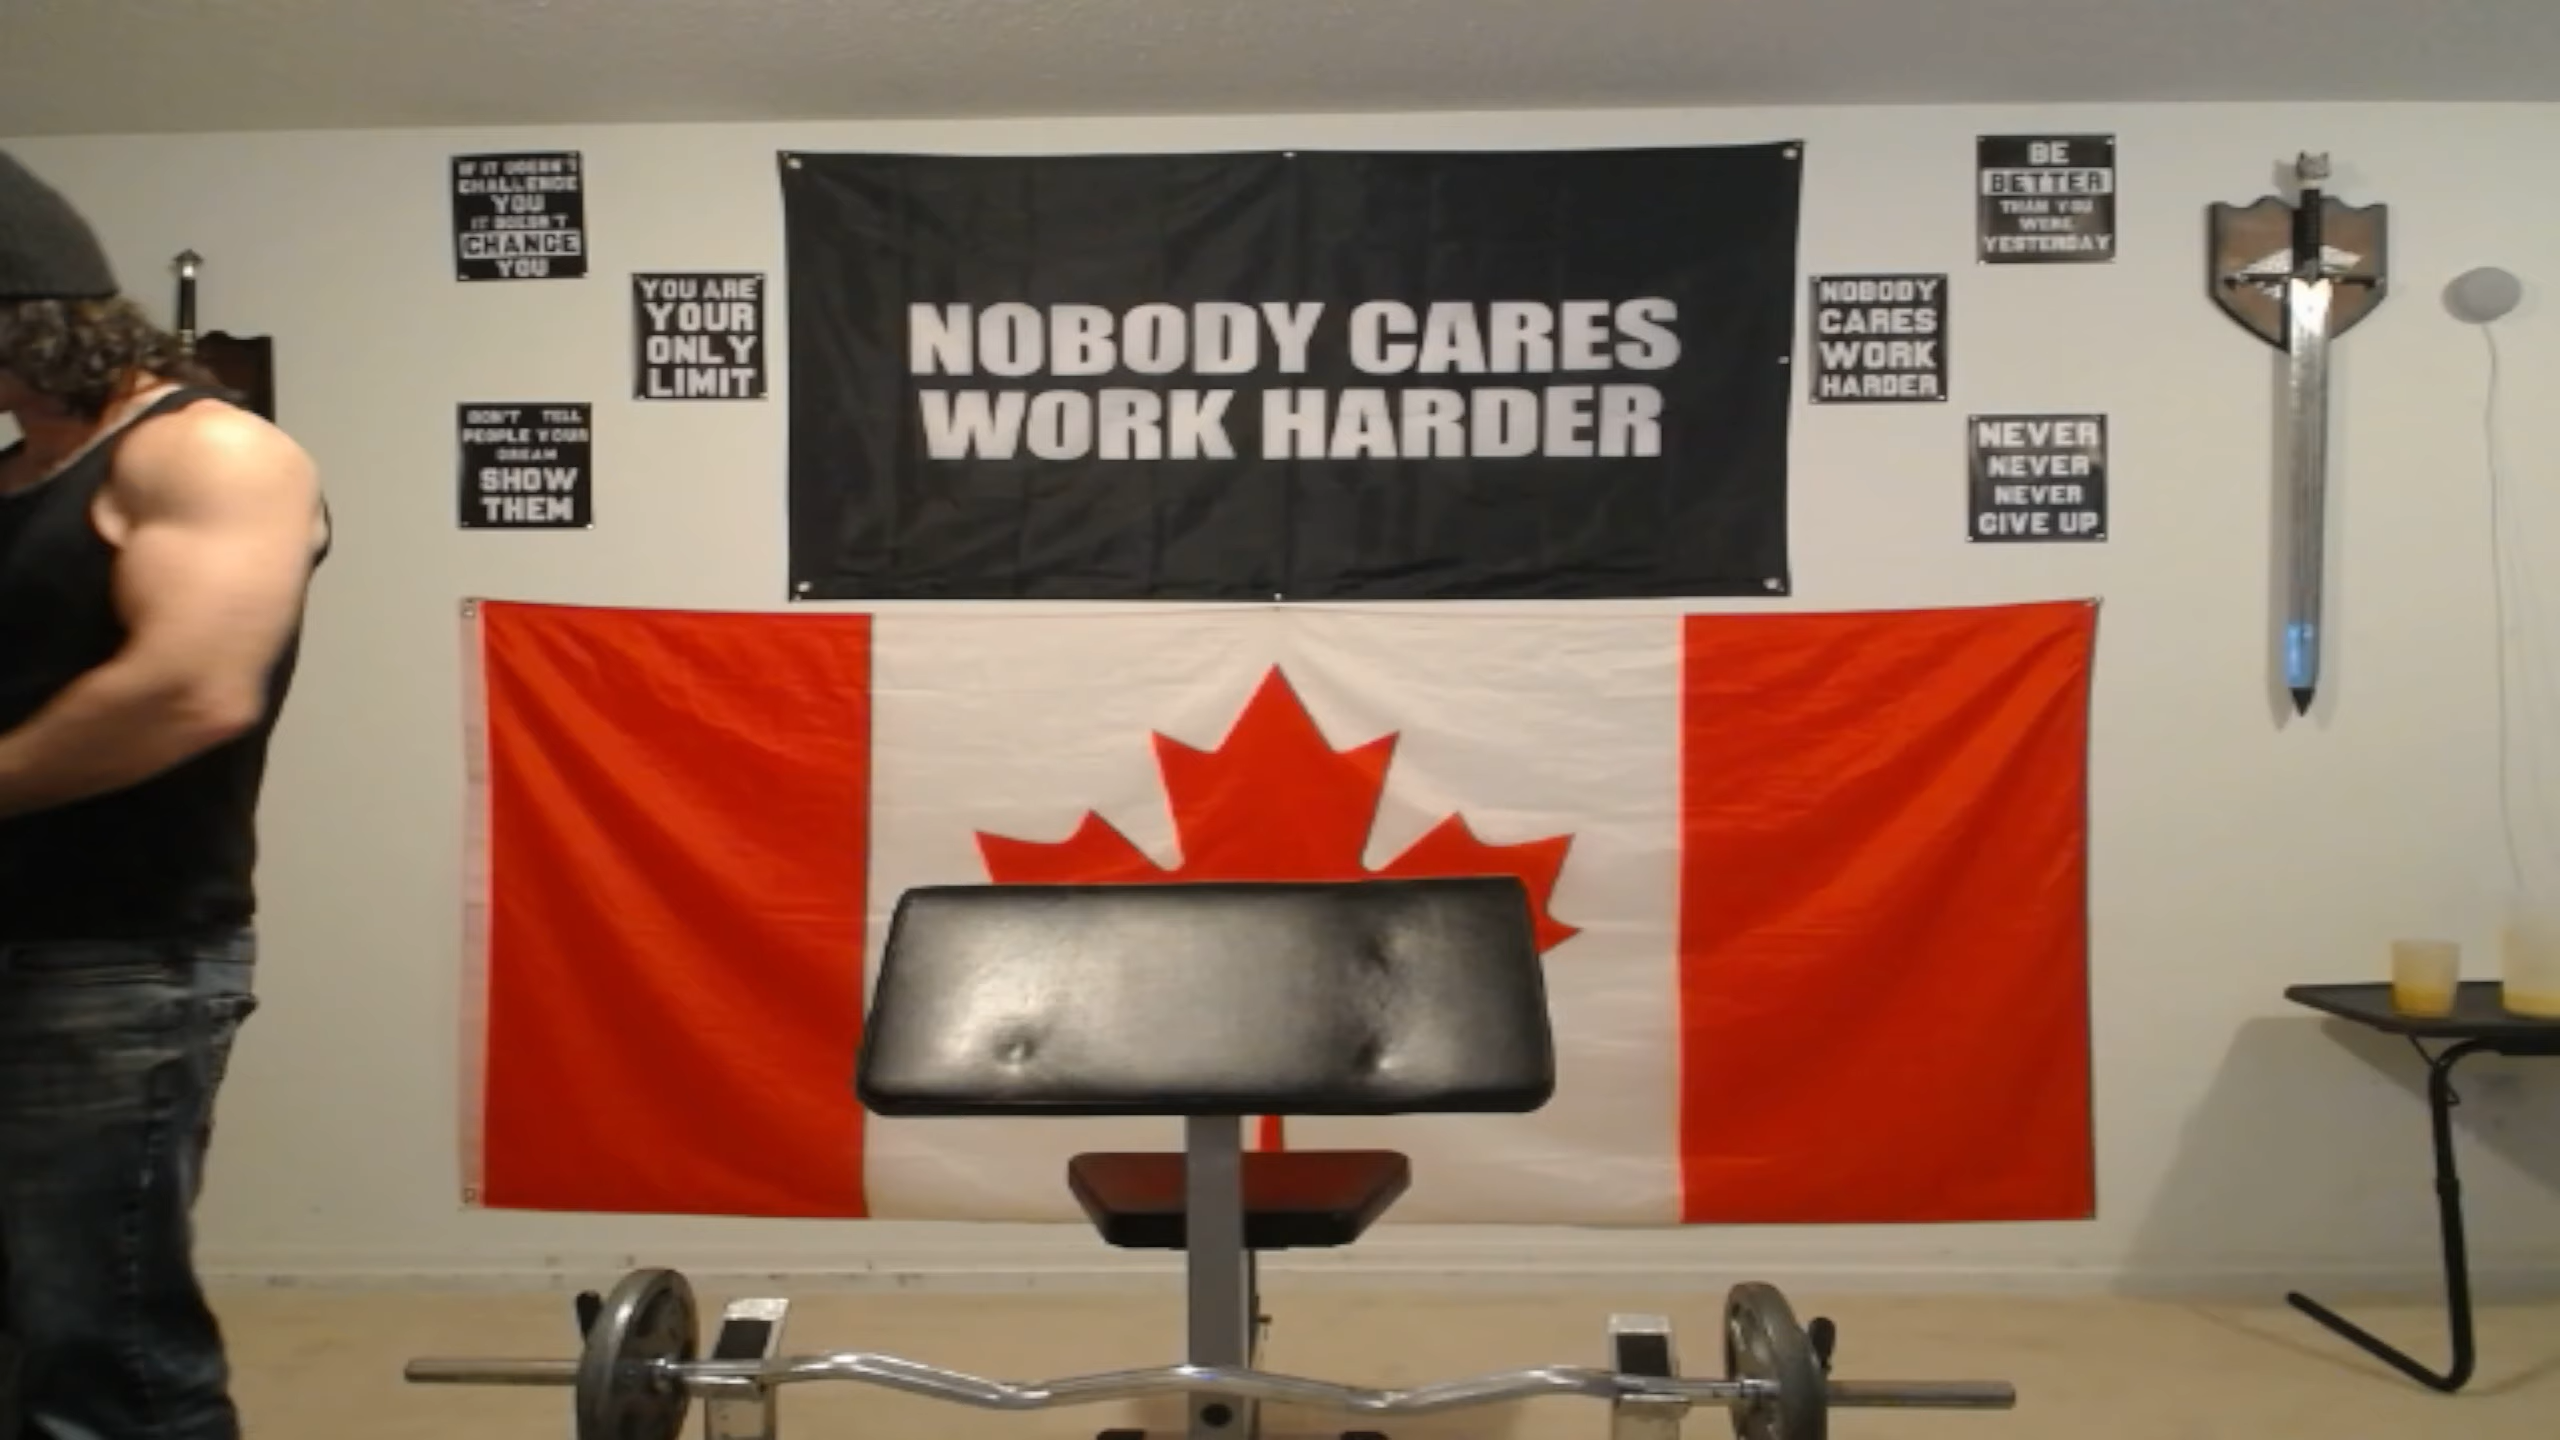 IF IT DOESN'T
CHALLENGE
YOU
IT DOESN'T
CHANGE
YOU
YOU ARE
YOUR
ONLY
LIMIT
DON'T TELL
PEOPLE YOUR
DREAM
SHOW
THEM
NOBODY CARES
WORK HARDER
BE
BETTER
THAN YOU
WERE
YESTERDAY
NOBODY
CARES
WORK
HARDER
NEVER
NEVER
NEVER
GIVE UP